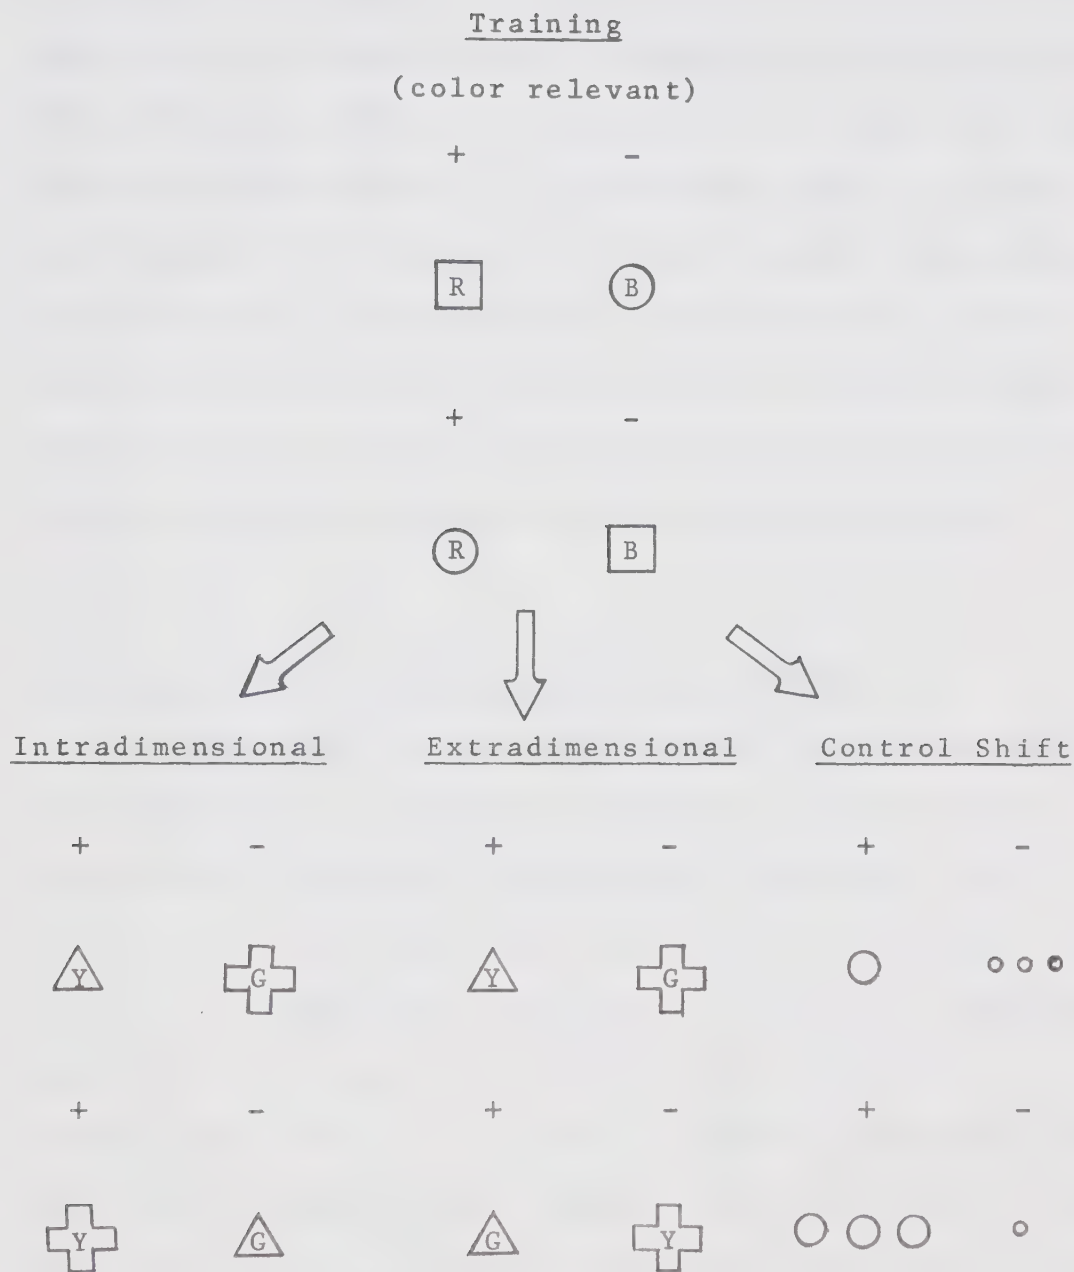 Training
(color relevant)
+ -
R B
+ -
R B
Intradimensional Extradimensional Control Shift
+ - + - + -
Y G Y G
+ - + - + -
Y G G Y